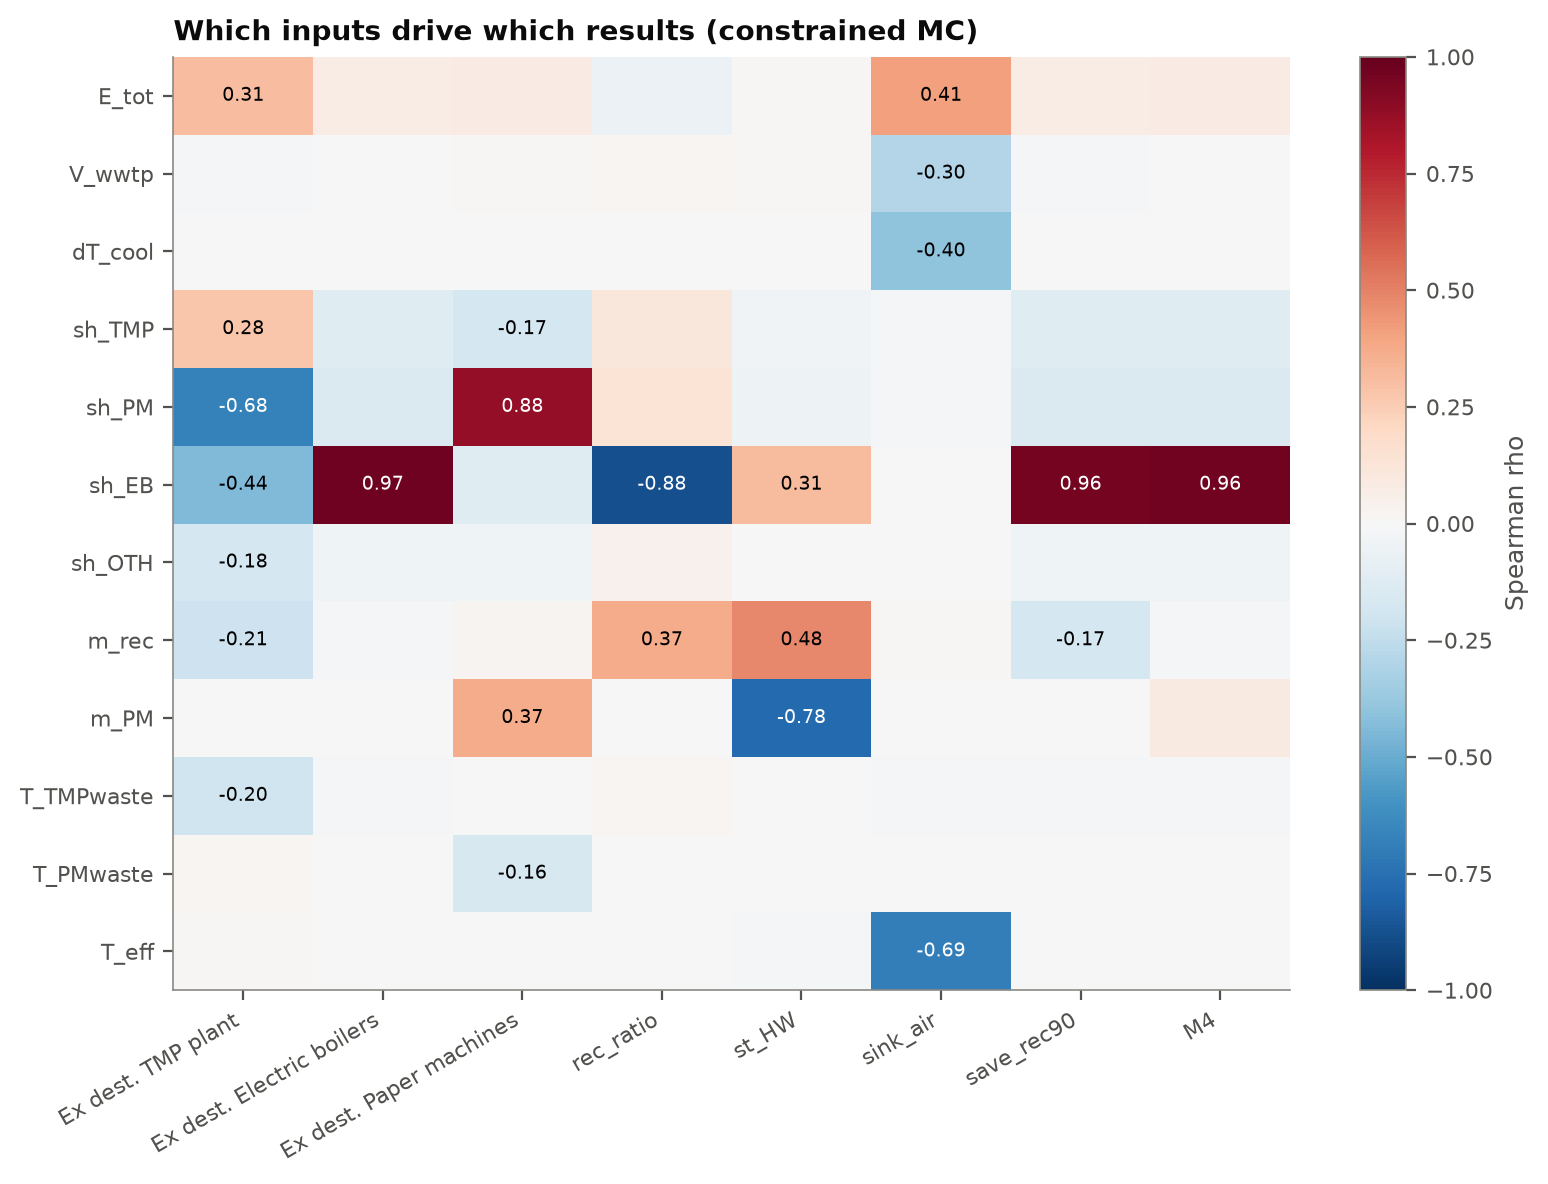 Which inputs drive which results (constrained MC)
E_tot 0.31 0.41
V_wwtp -0.30
dT_cool -0.40
sh_TMP 0.28 -0.17
sh_PM -0.68 0.88
sh_EB -0.44 0.97 -0.88 0.31 0.96 0.96
sh_OTH -0.18
m_rec -0.21 0.37 0.48 -0.17
m_PM 0.37 -0.78
T_TMPwaste -0.20
T_PMwaste -0.16
T_eff -0.69
Ex dest. TMP plant
Ex dest. Electric boilers
Ex dest. Paper machines
rec_ratio
st_HW
sink_air
save_rec90
M4
1.00
0.75
0.50
0.25
0.00
−0.25
−0.50
−0.75
−1.00
Spearman rho